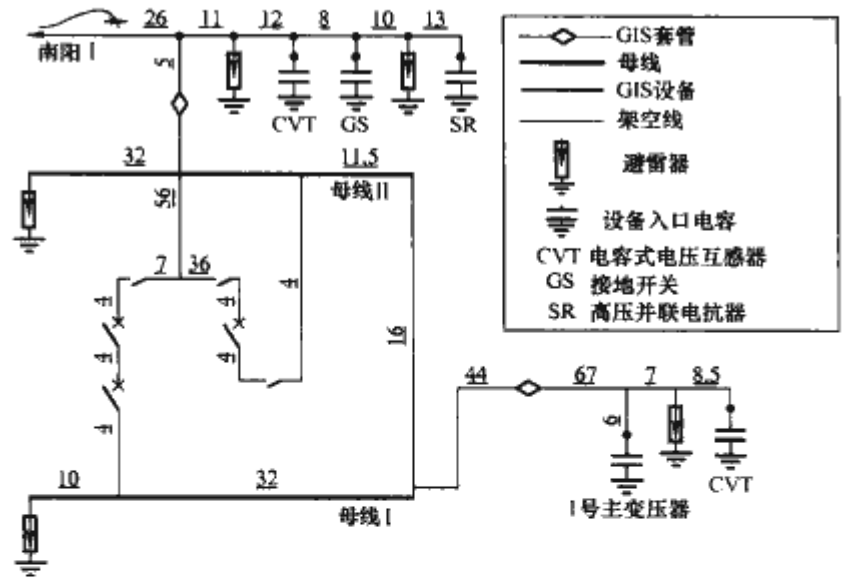 26 11 12 8 10 13
南阳 I
5
CVT GS SR
GIS套管
母线
GIS设备
架空线
避雷器
设备入口电容
CVT 电容式电压互感器
GS 接地开关
SR 高压并联电抗器
32 11.5
母线 II
56
7 36
4 4 4
16
4 4
4
44 67 7 8.5
6
CVT
1号主变压器
10 32
母线 I